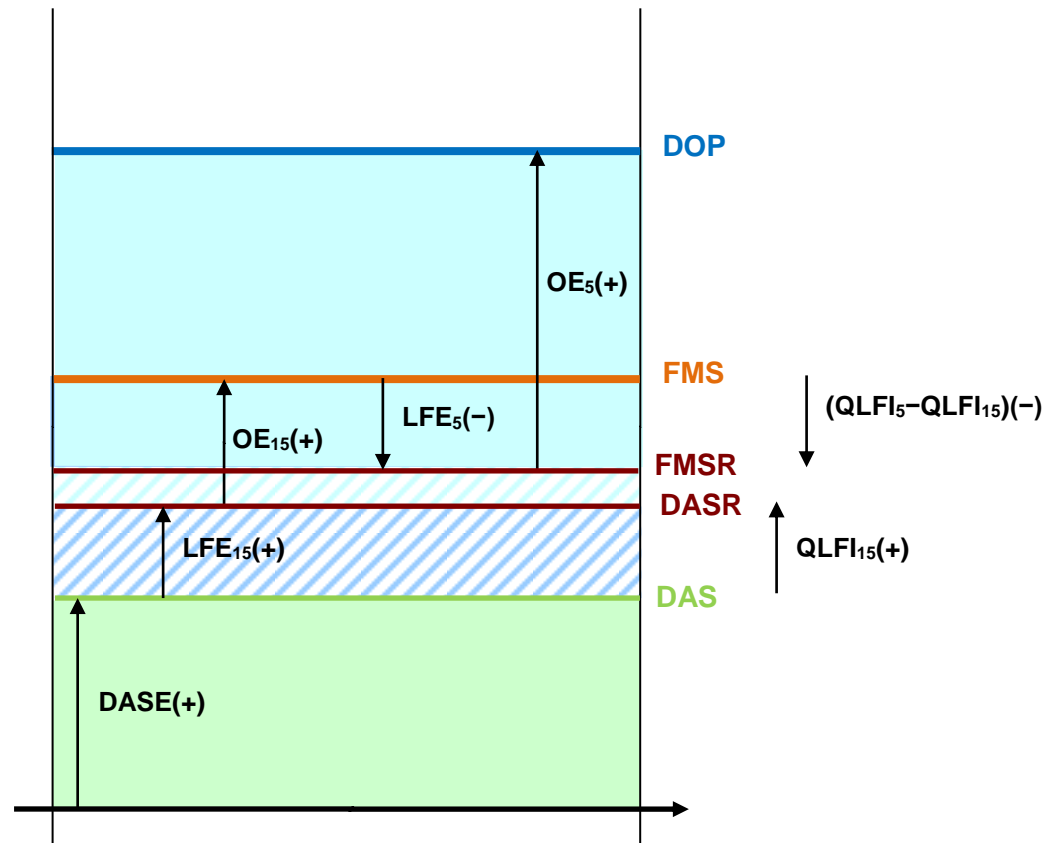 DOP
OE₅(+)
FMS
(QLFI₅−QLFI₁₅)(−)
LFE₅(−)
OE₁₅(+)
FMSR
DASR
LFE₁₅(+)
QLFI₁₅(+)
DAS
DASE(+)